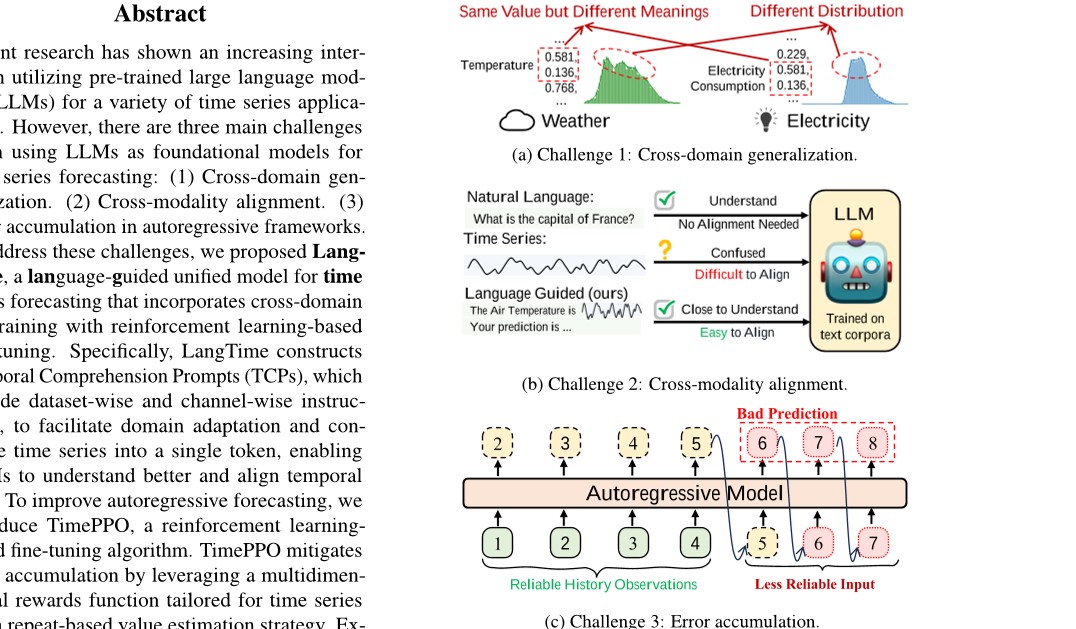 Abstract
nt research has shown an increasing inter-
n utilizing pre-trained large language mod-
LLMs) for a variety of time series applica-
. However, there are three main challenges
n using LLMs as foundational models for
series forecasting: (1) Cross-domain gen-
zation. (2) Cross-modality alignment. (3)
r accumulation in autoregressive frameworks.
ddress these challenges, we proposed Lang-
e, a language-guided unified model for time
s forecasting that incorporates cross-domain
raining with reinforcement learning-based
tuning. Specifically, LangTime constructs
poral Comprehension Prompts (TCPs), which
de dataset-wise and channel-wise instruc-
, to facilitate domain adaptation and con-
e time series into a single token, enabling
Is to understand better and align temporal
To improve autoregressive forecasting, we
duce TimePPO, a reinforcement learning-
d fine-tuning algorithm. TimePPO mitigates
accumulation by leveraging a multidimen-
al rewards function tailored for time series
repeat-based value estimation strategy. Ex-
Same Value but Different Meanings
Different Distribution
...
Temperature
0.581,
0.136,
0.768,
...
Weather
...
0.229,
Electricity
Consumption
0.581,
0.136,
...
Electricity
(a) Challenge 1: Cross-domain generalization.
Natural Language:
What is the capital of France?
Understand
No Alignment Needed
Time Series:
?
Confused
Difficult to Align
Language Guided (ours)
The Air Temperature is
Your prediction is ...
Close to Understand
Easy to Align
LLM
Trained on
text corpora
(b) Challenge 2: Cross-modality alignment.
Bad Prediction
2 3 4 5 6 7 8
Autoregressive Model
1 2 3 4 5 6 7
Reliable History Observations
Less Reliable Input
(c) Challenge 3: Error accumulation.